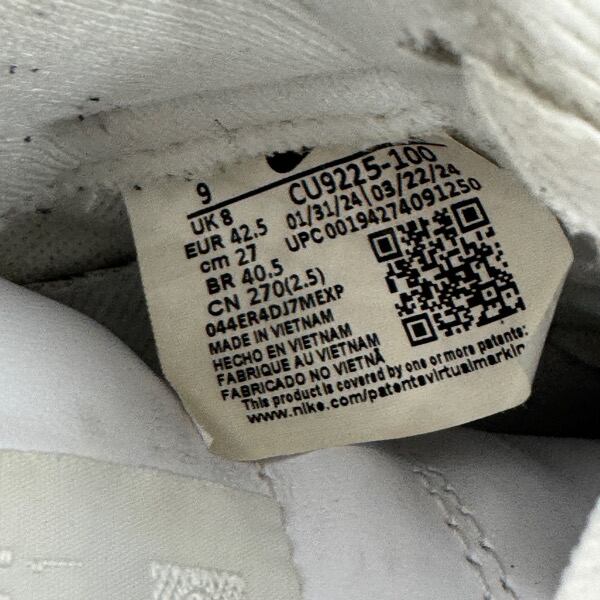 9 CU9225-100
UK 8 01/31/24 | 03/22/24
EUR 42.5 UPC 00194274091250
cm 27
BR 40.5
CN 270(2.5)
044ER4DJ7MEXP
MADE IN VIETNAM
HECHO EN VIETNAM
FABRIQUE AU VIETNAM
FABRICADO NO VIETNÃ
This product is covered by one or more patents:
www.nike.com/patentsvirtualmarkin